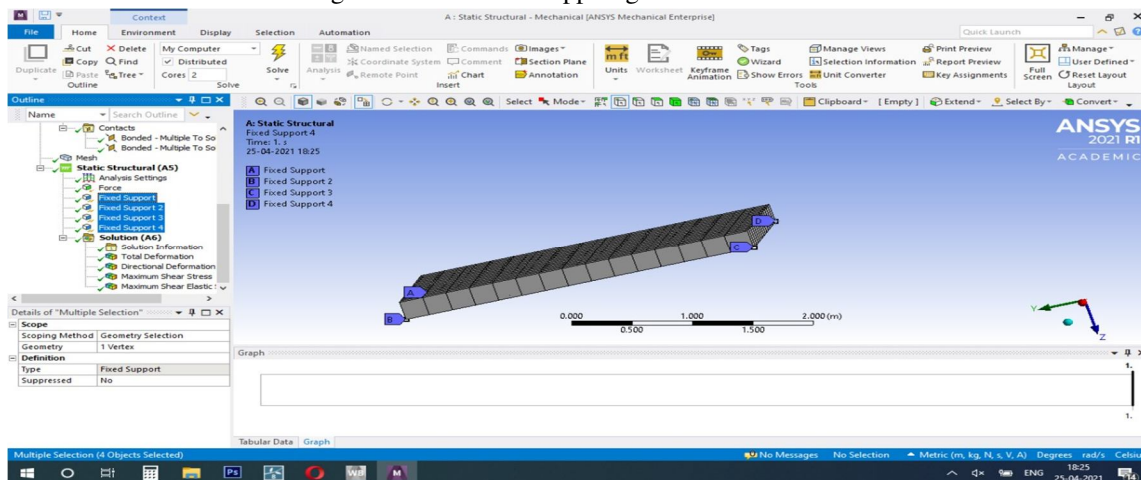 A : Static Structural - Mechanical [ANSYS Mechanical Enterprise]
Context
File Home Environment Display Selection Automation
Quick Launch
Duplicate
Cut
Copy
Paste
Delete
Find
Tree
Outline
My Computer
Distributed
Cores 2
Solve
Solve
Analysis
Named Selection
Coordinate System
Remote Point
Commands
Comment
Chart
Images
Section Plane
Annotation
Insert
Units
Worksheet
Keyframe
Animation
Tags
Wizard
Show Errors
Manage Views
Selection Information
Unit Converter
Tools
Print Preview
Report Preview
Key Assignments
Full
Screen
Manage
User Defined
Reset Layout
Layout
Outline
Name
Search Outline
Contacts
Bonded - Multiple To So
Bonded - Multiple To So
Mesh
Static Structural (A5)
Analysis Settings
Force
Fixed Support
Fixed Support 2
Fixed Support 3
Fixed Support 4
Solution (A6)
Solution Information
Total Deformation
Directional Deformation
Maximum Shear Stress
Maximum Shear Elastic
Select Mode
Clipboard [ Empty ] Extend Select By Convert
A: Static Structural
Fixed Support 4
Time: 1. s
25-04-2021 18:25
A Fixed Support
B Fixed Support 2
C Fixed Support 3
D Fixed Support 4
ANSYS
2021 R1
ACADEMIC
D
C
A
B
0.000 1.000 2.000 (m)
0.500 1.500
Y
Z
Details of "Multiple Selection"
Scope
Scoping Method Geometry Selection
Geometry 1 Vertex
Definition
Type Fixed Support
Suppressed No
Graph
1.
1.
Tabular Data Graph
Multiple Selection (4 Objects Selected)
No Messages No Selection Metric (m, kg, N, s, V, A) Degrees rad/s Celsiu
Ps
WB
M
ENG
18:25
25-04-2021